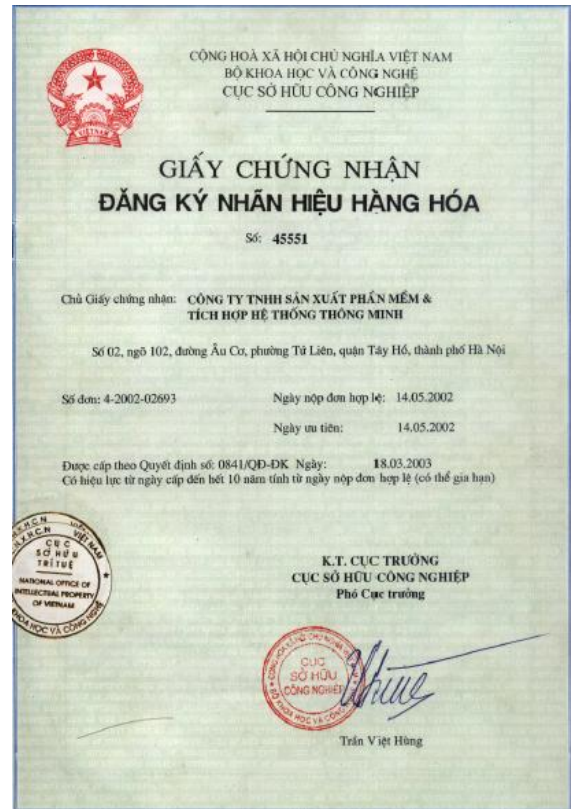 CỘNG HOÀ XÃ HỘI CHỦ NGHĨA VIỆT NAM
BỘ KHOA HỌC VÀ CÔNG NGHỆ
CỤC SỞ HỮU CÔNG NGHIỆP
VIỆT NAM
GIẤY CHỨNG NHẬN
ĐĂNG KÝ NHÃN HIỆU HÀNG HÓA
Số: 45551
Chủ Giấy chứng nhận: CÔNG TY TNHH SẢN XUẤT PHẦN MỀM &
TÍCH HỢP HỆ THỐNG THÔNG MINH
Số 02, ngõ 102, đường Âu Cơ, phường Tứ Liên, quận Tây Hồ, thành phố Hà Nội
Số đơn: 4-2002-02693 Ngày nộp đơn hợp lệ: 14.05.2002
Ngày ưu tiên: 14.05.2002
Được cấp theo Quyết định số: 0841/QĐ-ĐK Ngày: 18.03.2003
Có hiệu lực từ ngày cấp đến hết 10 năm tính từ ngày nộp đơn hợp lệ (có thể gia hạn)
CỤC
SỞ HỮU
TRÍ TUỆ
NATIONAL OFFICE OF
INTELLECTUAL PROPERTY
OF VIETNAM
KHOA HỌC VÀ CÔNG NGHỆ
K.T. CỤC TRƯỞNG
CỤC SỞ HỮU CÔNG NGHIỆP
Phó Cục trưởng
CỤC
SỞ HỮU
CÔNG NGHIỆP
Trần Việt Hùng